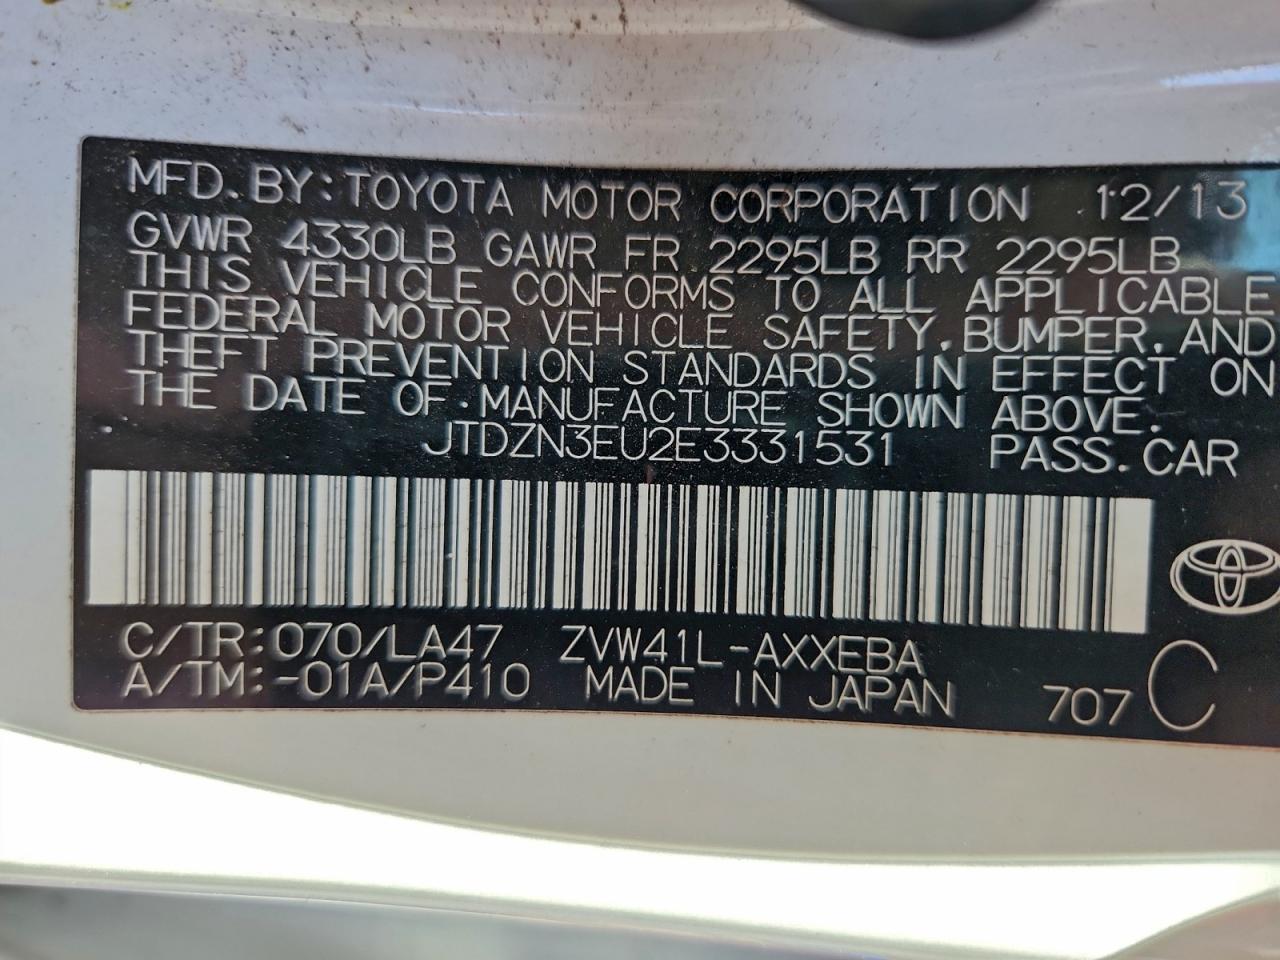 MFD. BY: TOYOTA MOTOR CORPORATION 12/13
GVWR 4330LB GAWR FR 2295LB RR 2295LB
THIS VEHICLE CONFORMS TO ALL APPLICABLE
FEDERAL MOTOR VEHICLE SAFETY, BUMPER, AND
THEFT PREVENTION STANDARDS IN EFFECT ON
THE DATE OF MANUFACTURE SHOWN ABOVE.
JTDZN3EU2E3331531 PASS. CAR
C/TR: 070/LA47 ZVW41L-AXXEBA
A/TM: -01A/P410 MADE IN JAPAN 707 C